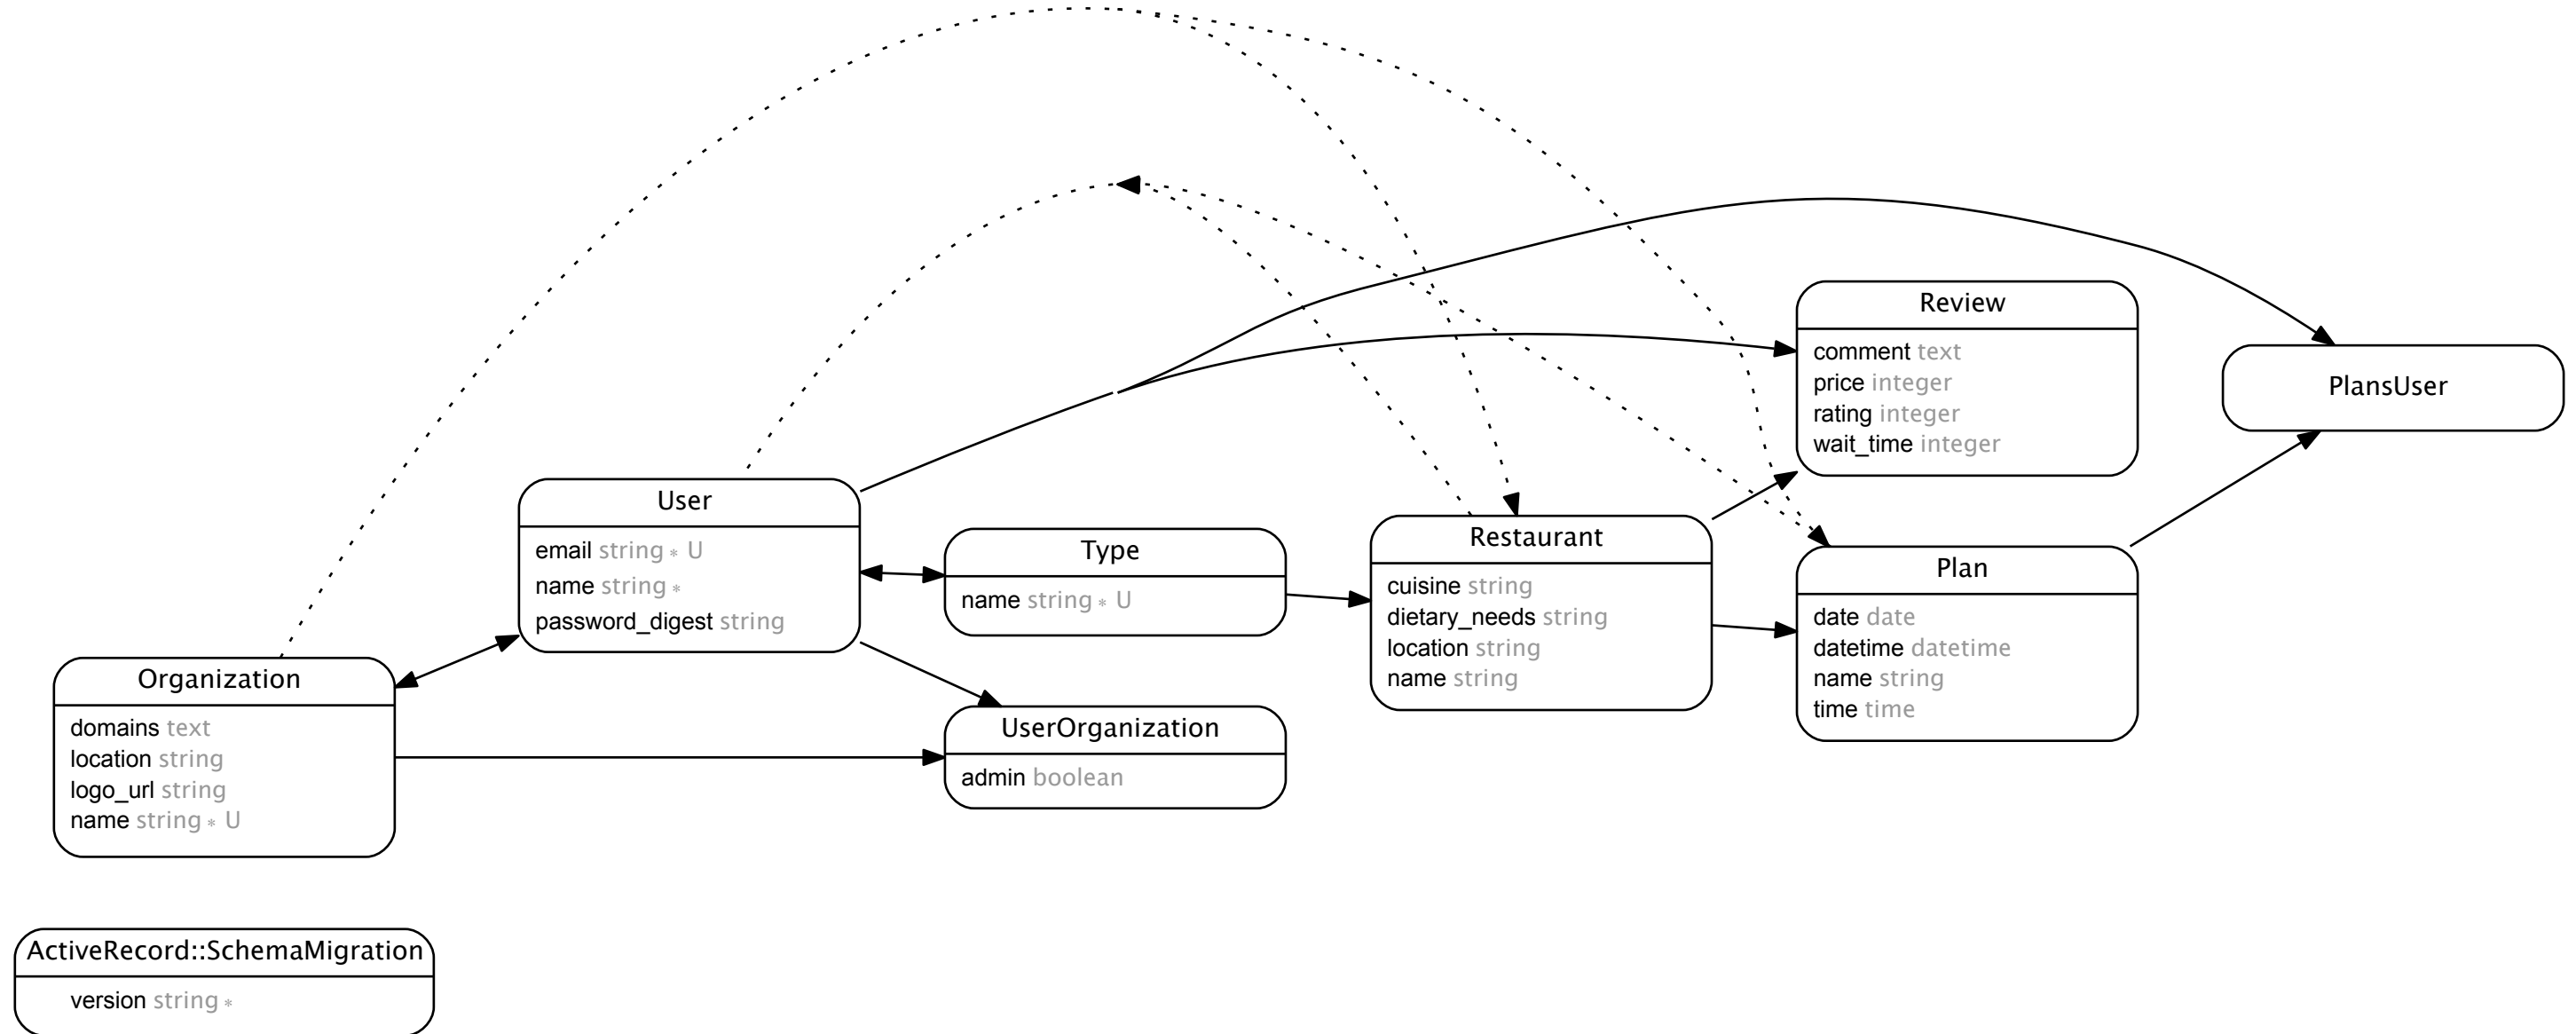 Review
comment text
price integer
rating integer
wait_time integer
PlansUser
User
email string * U
name string *
password_digest string
Type
name string * U
Restaurant
cuisine string
dietary_needs string
location string
name string
Plan
date date
datetime datetime
name string
time time
Organization
domains text
location string
logo_url string
name string * U
UserOrganization
admin boolean
ActiveRecord::SchemaMigration
version string *